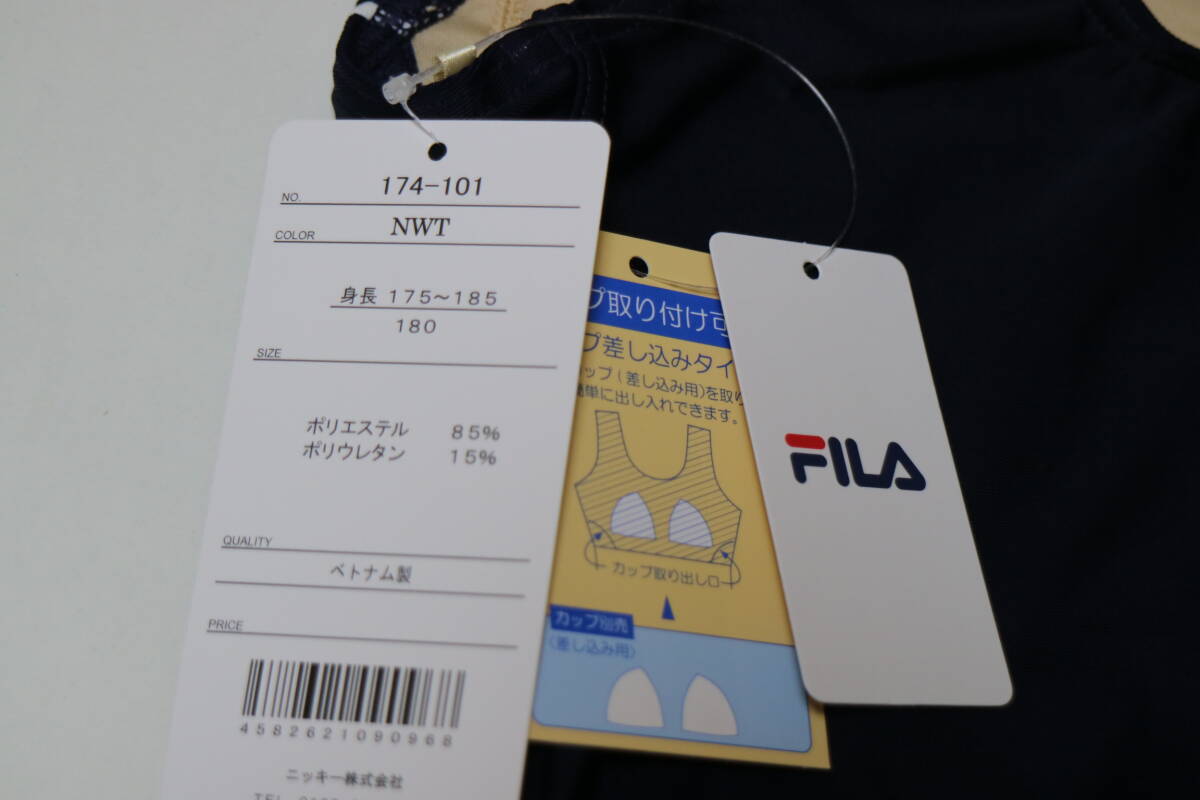 NO. 174-101
COLOR NWT
身長 175～185
180
SIZE
ポリエステル 85%
ポリウレタン 15%
QUALITY
ベトナム製
PRICE
4582621090968
ニッキー株式会社
TEL
プ取り付け可
プ差し込みタイ
ップ(差し込み用)を取り
簡単に出し入れできます。
カップ取り出し口
カップ別売
(差し込み用)
FILA